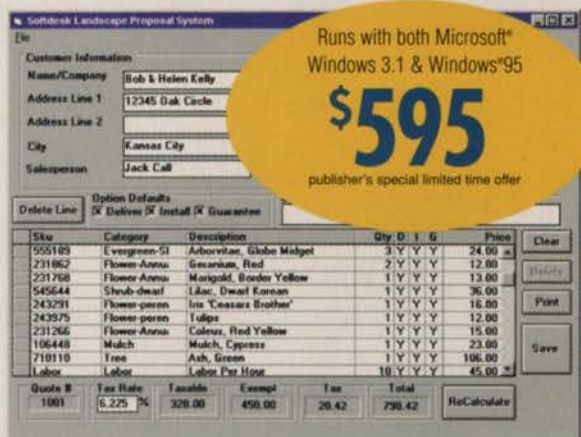 Softdesk Landscape Proposal System
File
Customer Information
Name/Company Bob & Helen Kelly
Address Line 1 12345 Oak Circle
Address Line 2
City Kansas City
Salesperson Jack Call
Runs with both Microsoft®
Windows 3.1 & Windows®95
$595
publisher's special limited time offer
Option Defaults
Delete Line Deliver Install Guarantee
Sku Category Description Qty D I G Price
555189 Evergreen-Sl Arborvitae, Globe Midget 3 Y Y Y 24.00
231862 Flower-Annua Geranium, Red 2 Y Y Y 12.00
231768 Flower-Annua Marigold, Border Yellow 1 Y Y Y 13.00
545644 Shrub-dwarf Lilac, Dwarf Korean 1 Y Y Y 36.00
243291 Flower-peren Iris 'Ceasars Brother' 1 Y Y Y 16.00
243975 Flower-peren Tulips 1 Y Y Y 12.00
231266 Flower-Annua Coleus, Red Yellow 1 Y Y Y 15.00
106448 Mulch Mulch, Cypress 1 Y Y Y 23.00
710110 Tree Ash, Green 1 Y Y Y 106.00
Labor Labor Labor Per Hour 10 Y Y Y 45.00
Clear
Print
Save
Quote # Tax Rate Taxable Exempt Tax Total
1001 6.225 % 328.00 450.00 20.42 798.42 ReCalculate